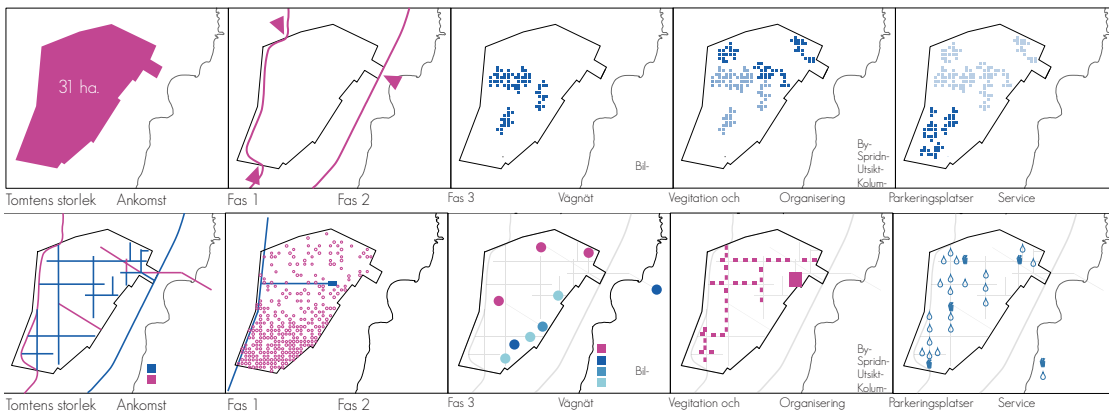 31 ha.
Bil-
By-
Spridn-
Utsikt-
Kolum-
Tomtens storlek Ankomst Fas 1 Fas 2 Fas 3 Vägnät Vegitation och Organisering Parkeringsplatser Service
Bil-
By-
Spridn-
Utsikt-
Kolum-
Tomtens storlek Ankomst Fas 1 Fas 2 Fas 3 Vägnät Vegitation och Organisering Parkeringsplatser Service